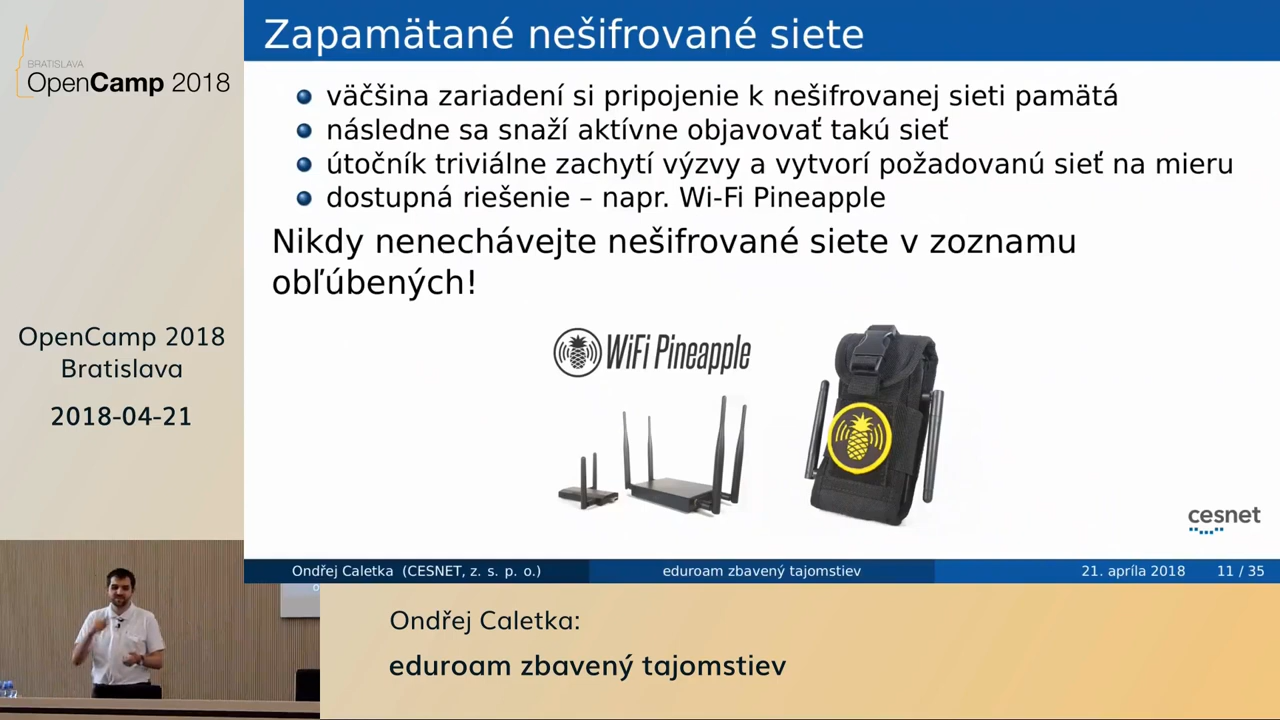 BRATISLAVA
OpenCamp 2018
OpenCamp 2018
Bratislava
2018-04-21
Zapamätané nešifrované siete
väčšina zariadení si pripojenie k nešifrovanej sieti pamätá
následne sa snaží aktívne objavovať takú sieť
útočník triviálne zachytí výzvy a vytvorí požadovanú sieť na mieru
dostupná riešenie – napr. Wi-Fi Pineapple
Nikdy nenechávejte nešifrované siete v zoznamu
obľúbených!
WiFi Pineapple
cesnet
Ondřej Caletka (CESNET, z. s. p. o.)
eduroam zbavený tajomstiev
21. apríla 2018
11 / 35
Ondřej Caletka:
eduroam zbavený tajomstiev